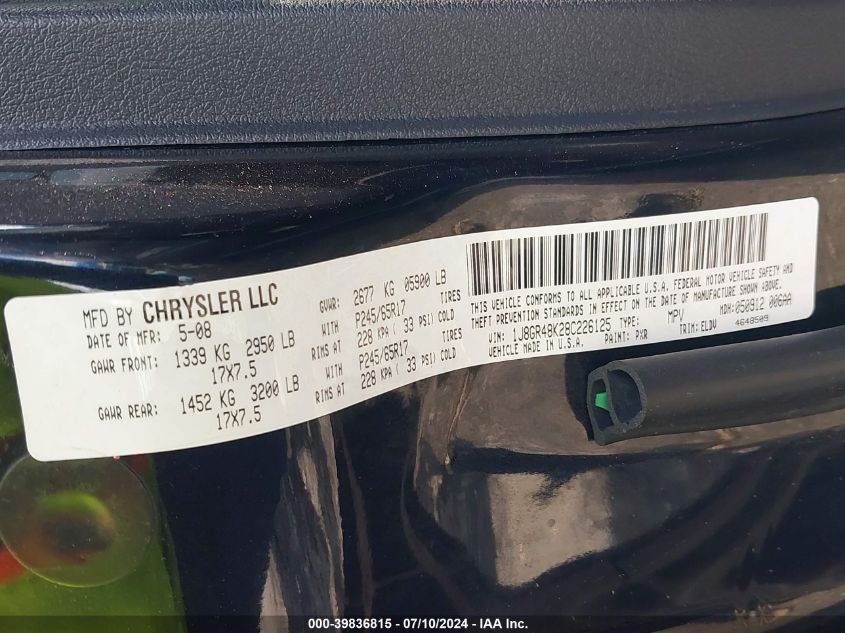 MFD BY CHRYSLER LLC
DATE OF MFR: 5-08
GAWR FRONT: 1339 KG 2950 LB
17X7.5
GAWR REAR: 1452 KG 3200 LB
17X7.5
GVWR: 2677 KG 05900 LB
WITH P245/65R17 TIRES
RIMS AT 228 KPA ( 33 PSI) COLD
WITH P245/65R17 TIRES
RIMS AT 228 KPA ( 33 PSI) COLD
THIS VEHICLE CONFORMS TO ALL APPLICABLE U.S.A. FEDERAL MOTOR VEHICLE SAFETY AND
THEFT PREVENTION STANDARDS IN EFFECT ON THE DATE OF MANUFACTURE SHOWN ABOVE.
VIN: 1J8GR48K28C226125 TYPE: MPV MDH: 050912 006AA
VEHICLE MADE IN U.S.A. PAINT: PXR TRIM: ELDV 4648509
000-39836815 - 07/10/2024 - IAA Inc.